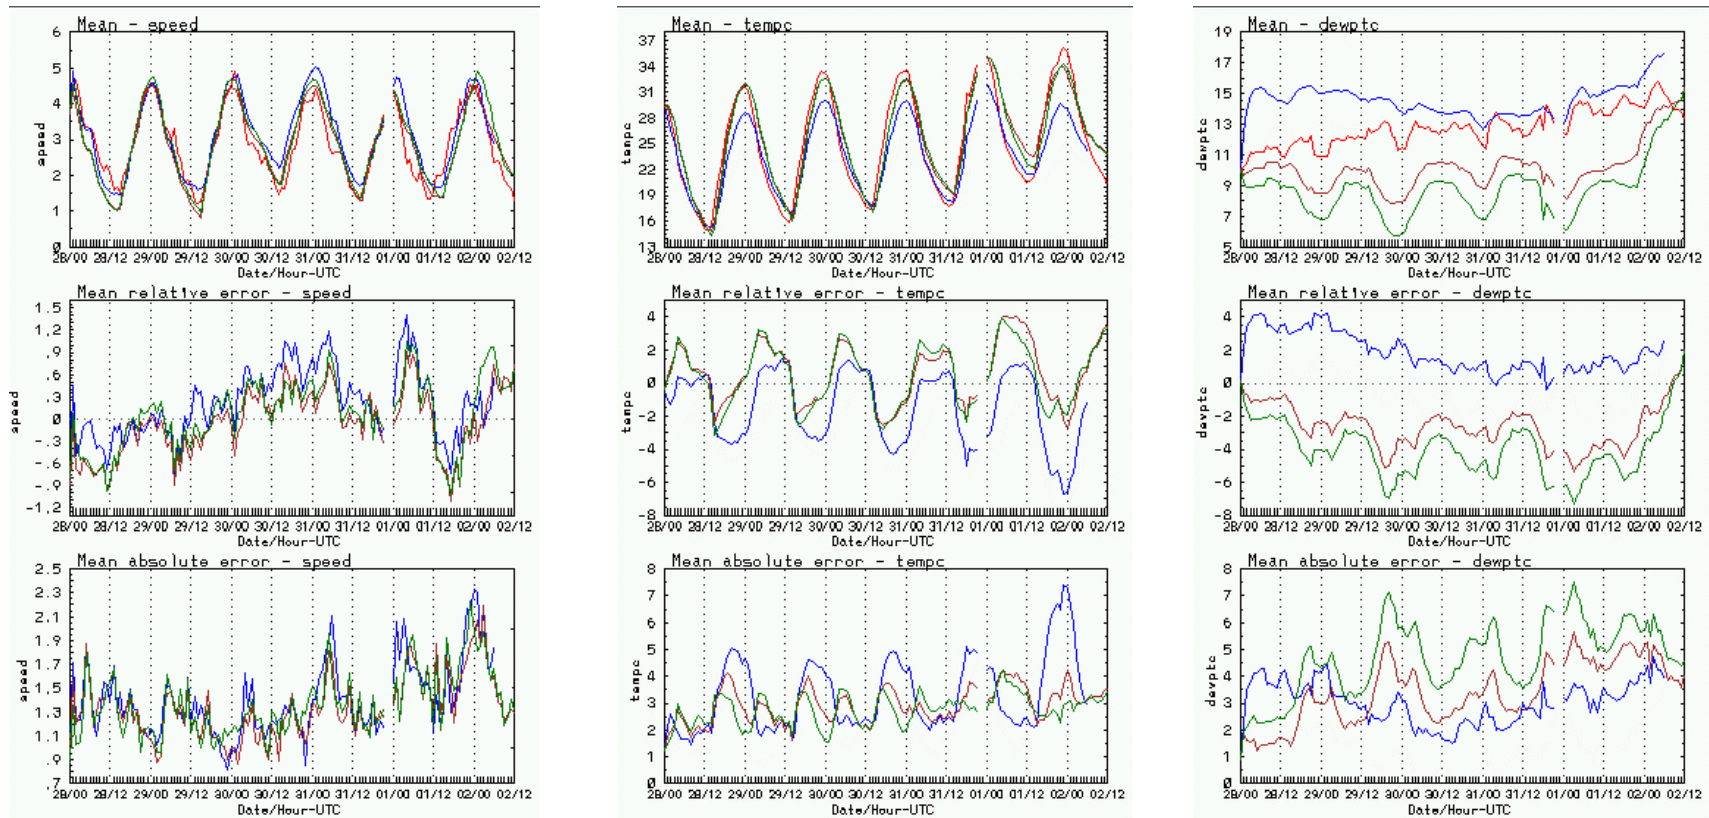 Mean - speed
6
5
4
3
2
1
0
speed
28/00 28/12 29/00 29/12 30/00 30/12 31/00 31/12 01/00 01/12 02/00 02/12
Date/Hour-UTC
Mean - tempc
37
34
31
28
25
22
19
16
13
tempc
28/00 28/12 29/00 29/12 30/00 30/12 31/00 31/12 01/00 01/12 02/00 02/12
Date/Hour-UTC
Mean - dewptc
19
17
15
13
11
9
7
5
dewptc
28/00 28/12 29/00 29/12 30/00 30/12 31/00 31/12 01/00 01/12 02/00 02/12
Date/Hour-UTC
Mean relative error - speed
1.5
1.2
.9
.6
.3
0
-.3
-.6
-.9
-1.2
speed
28/00 28/12 29/00 29/12 30/00 30/12 31/00 31/12 01/00 01/12 02/00 02/12
Date/Hour-UTC
Mean relative error - tempc
4
2
0
-2
-4
-6
-8
tempc
28/00 28/12 29/00 29/12 30/00 30/12 31/00 31/12 01/00 01/12 02/00 02/12
Date/Hour-UTC
Mean relative error - dewptc
4
2
0
-2
-4
-6
-8
dewptc
28/00 28/12 29/00 29/12 30/00 30/12 31/00 31/12 01/00 01/12 02/00 02/12
Date/Hour-UTC
Mean absolute error - speed
2.5
2.3
2.1
1.9
1.7
1.5
1.3
1.1
.9
.7
speed
28/00 28/12 29/00 29/12 30/00 30/12 31/00 31/12 01/00 01/12 02/00 02/12
Date/Hour-UTC
Mean absolute error - tempc
8
7
6
5
4
3
2
1
0
tempc
28/00 28/12 29/00 29/12 30/00 30/12 31/00 31/12 01/00 01/12 02/00 02/12
Date/Hour-UTC
Mean absolute error - dewptc
8
7
6
5
4
3
2
1
0
dewptc
28/00 28/12 29/00 29/12 30/00 30/12 31/00 31/12 01/00 01/12 02/00 02/12
Date/Hour-UTC